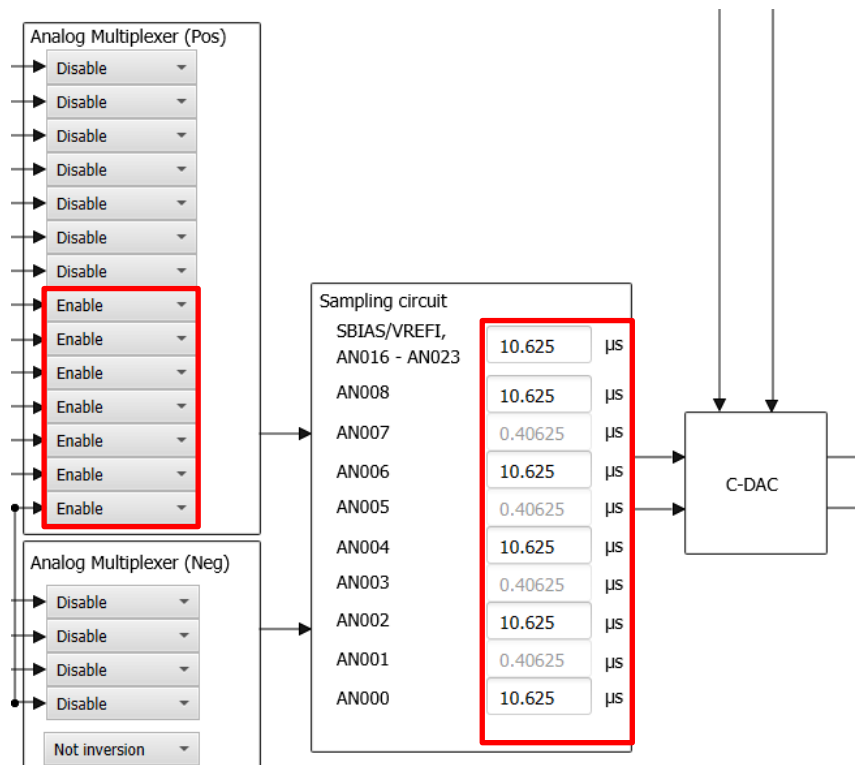 Analog Multiplexer (Pos)
Disable
Disable
Disable
Disable
Disable
Disable
Disable
Enable
Enable
Enable
Enable
Enable
Enable
Enable
Analog Multiplexer (Neg)
Disable
Disable
Disable
Disable
Not inversion
Sampling circuit
SBIAS/VREFI,
AN016 - AN023 10.625 µs
AN008 10.625 µs
AN007 0.40625 µs
AN006 10.625 µs
AN005 0.40625 µs
AN004 10.625 µs
AN003 0.40625 µs
AN002 10.625 µs
AN001 0.40625 µs
AN000 10.625 µs
C-DAC